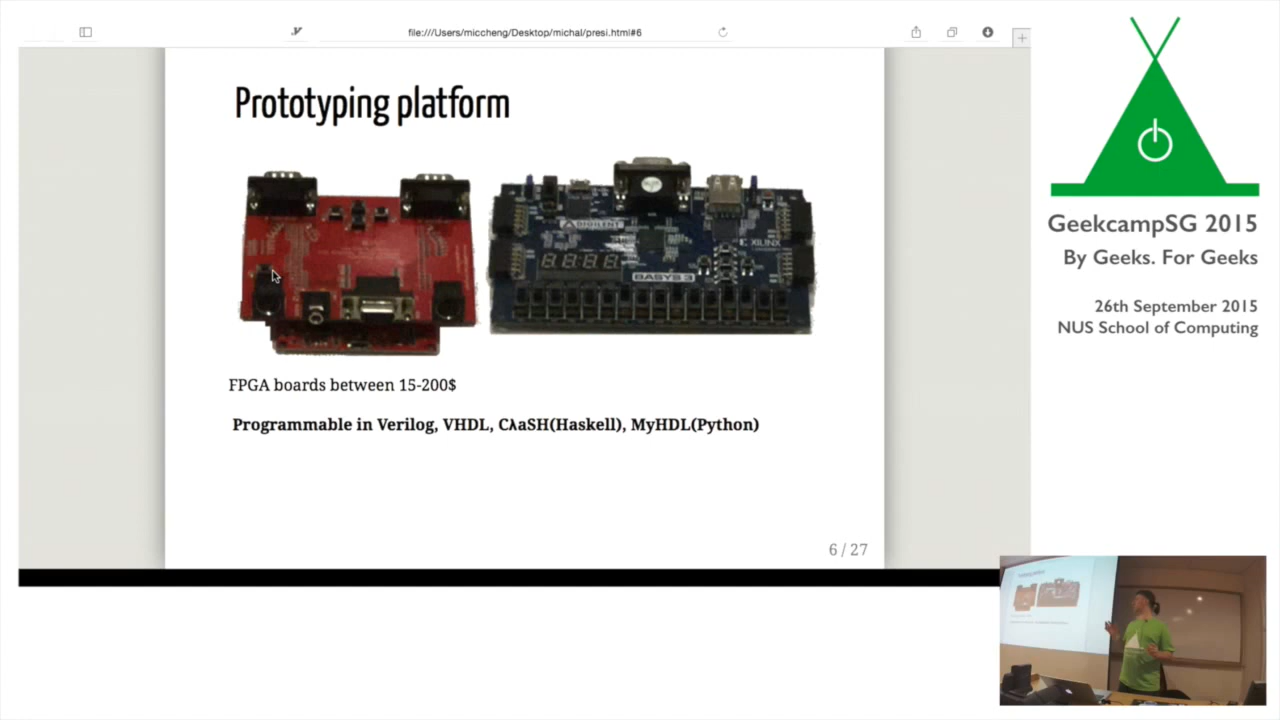 file:///Users/miccheng/Desktop/michal/presi.html#6
Prototyping platform
DIGILENT
XILINX
BASYS 3
FPGA boards between 15-200$
Programmable in Verilog, VHDL, CλaSH(Haskell), MyHDL(Python)
6 / 27
GeekcampSG 2015
By Geeks. For Geeks
26th September 2015
NUS School of Computing